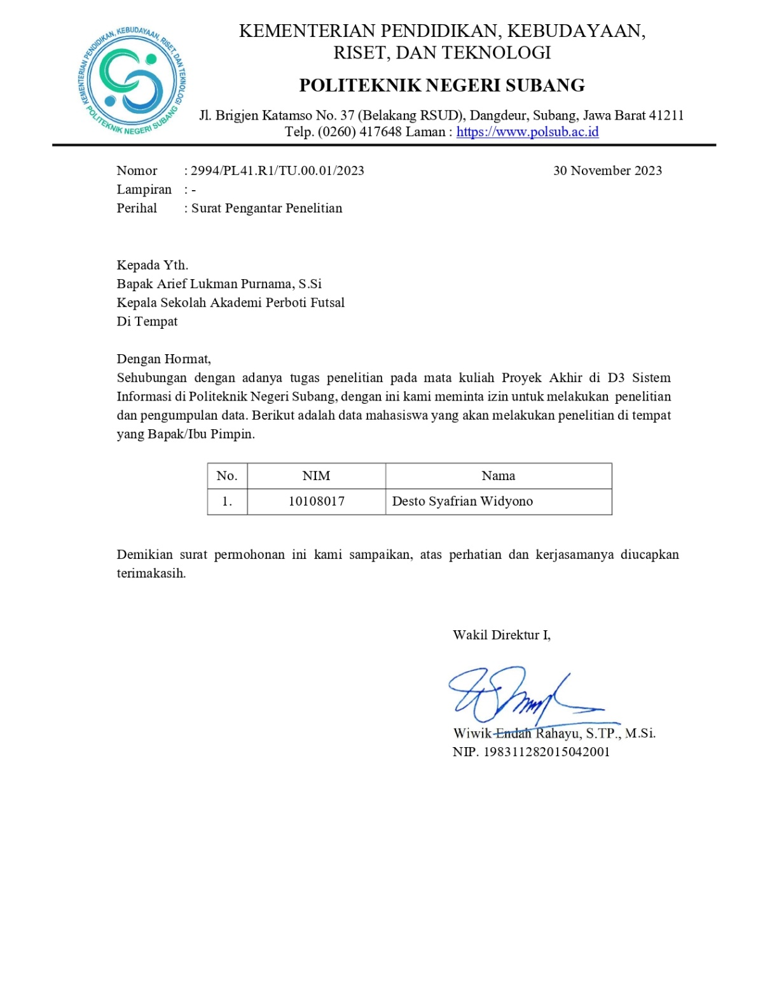 KEMENTERIAN PENDIDIKAN, KEBUDAYAAN, RISET, DAN TEKNOLOGI
POLITEKNIK NEGERI SUBANG
KEMENTERIAN PENDIDIKAN, KEBUDAYAAN,
RISET, DAN TEKNOLOGI
POLITEKNIK NEGERI SUBANG
Jl. Brigjen Katamso No. 37 (Belakang RSUD), Dangdeur, Subang, Jawa Barat 41211
Telp. (0260) 417648 Laman : https://www.polsub.ac.id
Nomor : 2994/PL41.R1/TU.00.01/2023 30 November 2023
Lampiran : -
Perihal : Surat Pengantar Penelitian
Kepada Yth.
Bapak Arief Lukman Purnama, S.Si
Kepala Sekolah Akademi Perboti Futsal
Di Tempat
Dengan Hormat,
Sehubungan dengan adanya tugas penelitian pada mata kuliah Proyek Akhir di D3 Sistem
Informasi di Politeknik Negeri Subang, dengan ini kami meminta izin untuk melakukan penelitian
dan pengumpulan data. Berikut adalah data mahasiswa yang akan melakukan penelitian di tempat
yang Bapak/Ibu Pimpin.
No. NIM Nama
1. 10108017 Desto Syafrian Widyono
Demikian surat permohonan ini kami sampaikan, atas perhatian dan kerjasamanya diucapkan
terimakasih.
Wakil Direktur I,
Wiwik Endah Rahayu, S.TP., M.Si.
NIP. 198311282015042001